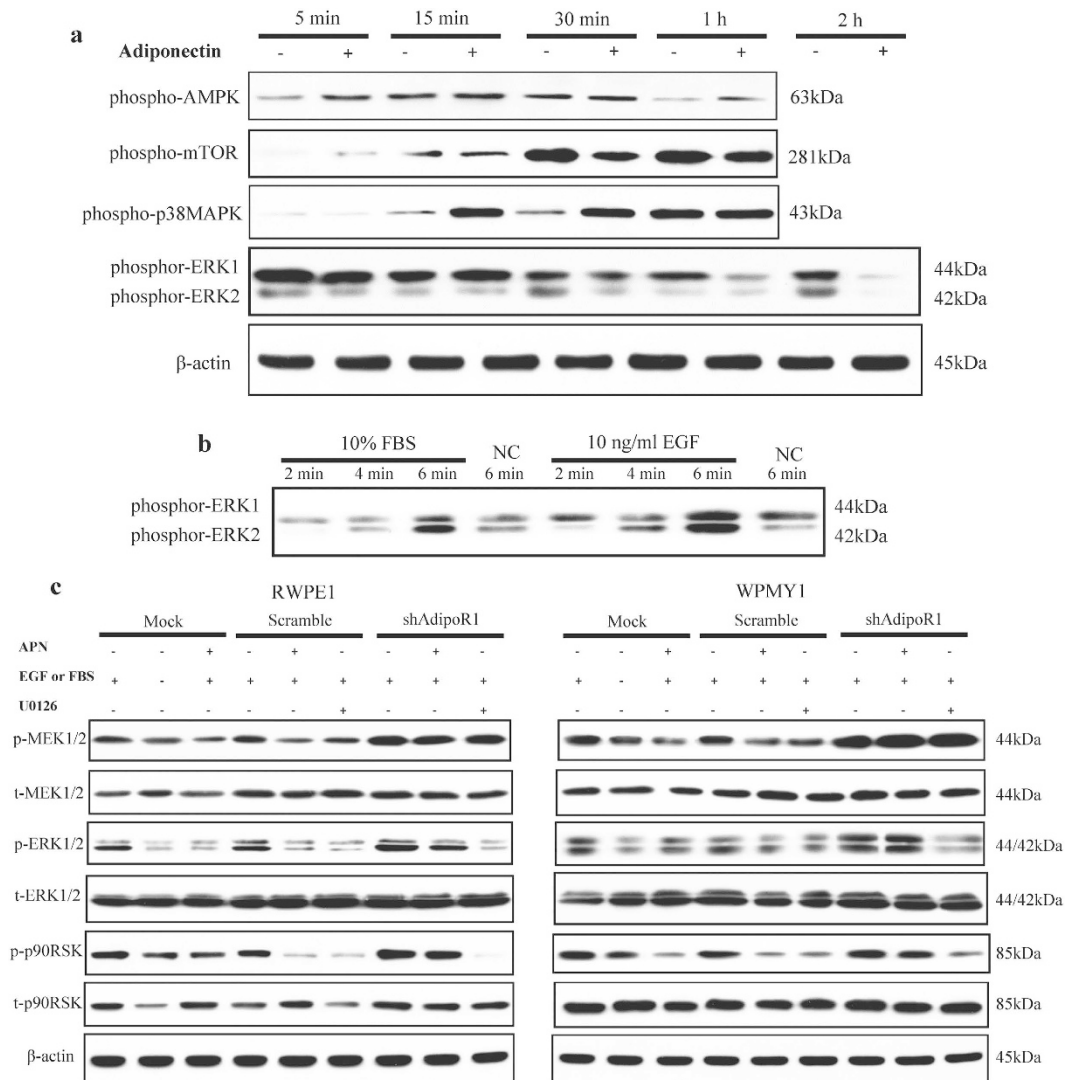 a
5 min 15 min 30 min 1 h 2 h
Adiponectin - + - + - + - + - +
phospho-AMPK 63kDa
phospho-mTOR 281kDa
phospho-p38MAPK 43kDa
phosphor-ERK1 44kDa
phosphor-ERK2 42kDa
β-actin 45kDa
b
10% FBS NC 10 ng/ml EGF NC
2 min 4 min 6 min 6 min 2 min 4 min 6 min 6 min
phosphor-ERK1 44kDa
phosphor-ERK2 42kDa
c
RWPE1 WPMY1
Mock Scramble shAdipoR1 Mock Scramble shAdipoR1
APN - - + - + - - + - - - + - + - - + -
EGF or FBS + - + + + + + + + + - + + + + + + +
U0126 - - - - - + - - + - - - - - + - - +
p-MEK1/2 44kDa
t-MEK1/2 44kDa
p-ERK1/2 44/42kDa
t-ERK1/2 44/42kDa
p-p90RSK 85kDa
t-p90RSK 85kDa
β-actin 45kDa